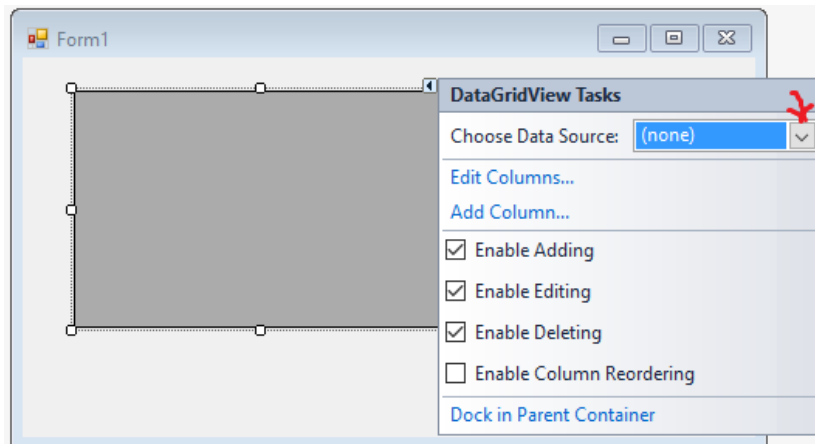 Form1
DataGridView Tasks
Choose Data Source: (none)
Edit Columns...
Add Column...
Enable Adding
Enable Editing
Enable Deleting
Enable Column Reordering
Dock in Parent Container